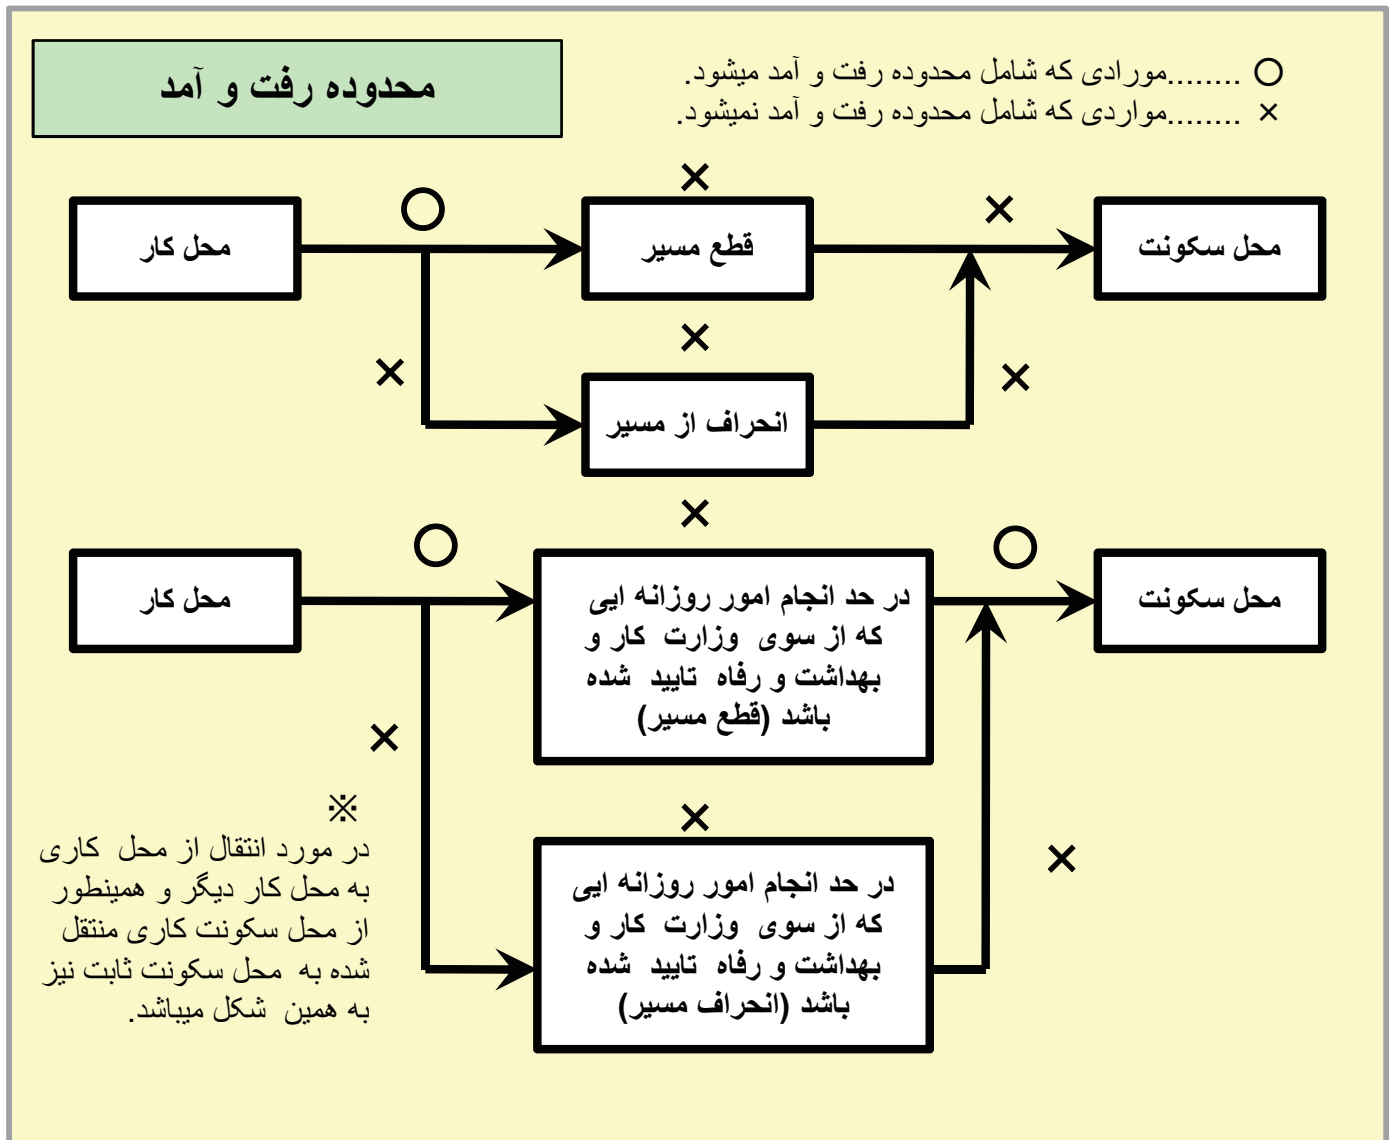 محدوده رفت و آمد
○ ........مورادی که شامل محدوده رفت و آمد میشود.
× ........مواردی که شامل محدوده رفت و آمد نمیشود.
×
○
×
محل کار
قطع مسیر
محل سکونت
×
×
×
انحراف از مسیر
×
○
○
محل کار
در حد انجام امور روزانه ایی
که از سوی وزارت کار و
بهداشت و رفاه تایید شده
باشد (قطع مسیر)
محل سکونت
×
×
×
در حد انجام امور روزانه ایی
که از سوی وزارت کار و
بهداشت و رفاه تایید شده
باشد (انحراف مسیر)
※
در مورد انتقال از محل کاری
به محل کار دیگر و همینطور
از محل سکونت کاری منتقل
شده به محل سکونت ثابت نیز
به همین شکل میباشد.